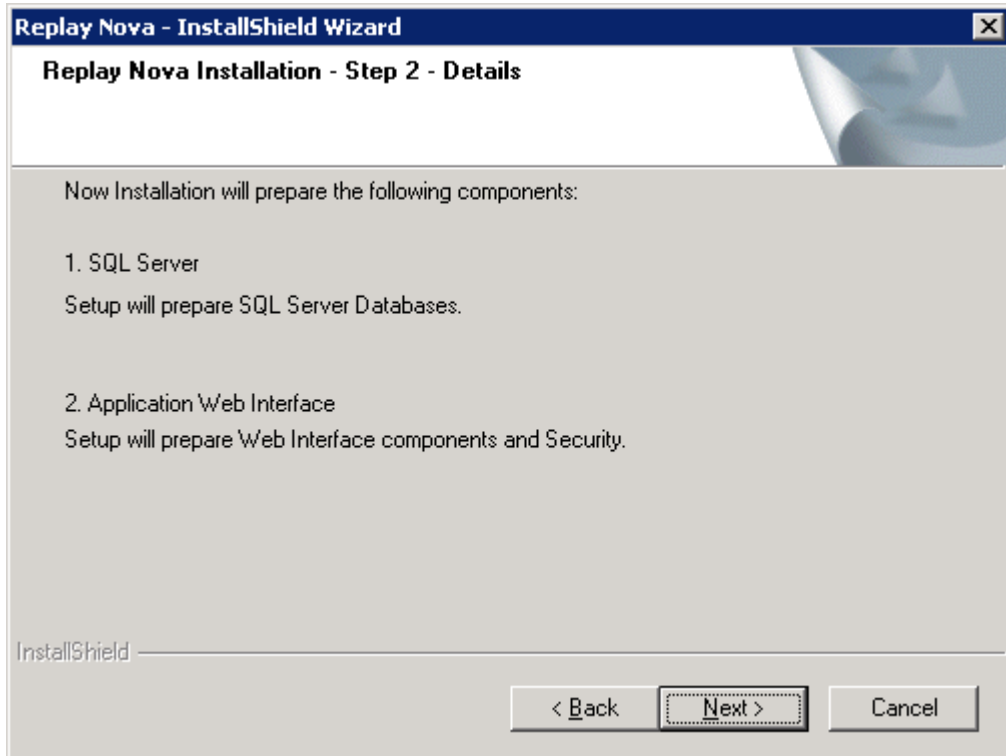 Replay Nova - InstallShield Wizard
Replay Nova Installation - Step 2 - Details
Now Installation will prepare the following components:
1. SQL Server
Setup will prepare SQL Server Databases.
2. Application Web Interface
Setup will prepare Web Interface components and Security.
InstallShield
< Back Next > Cancel